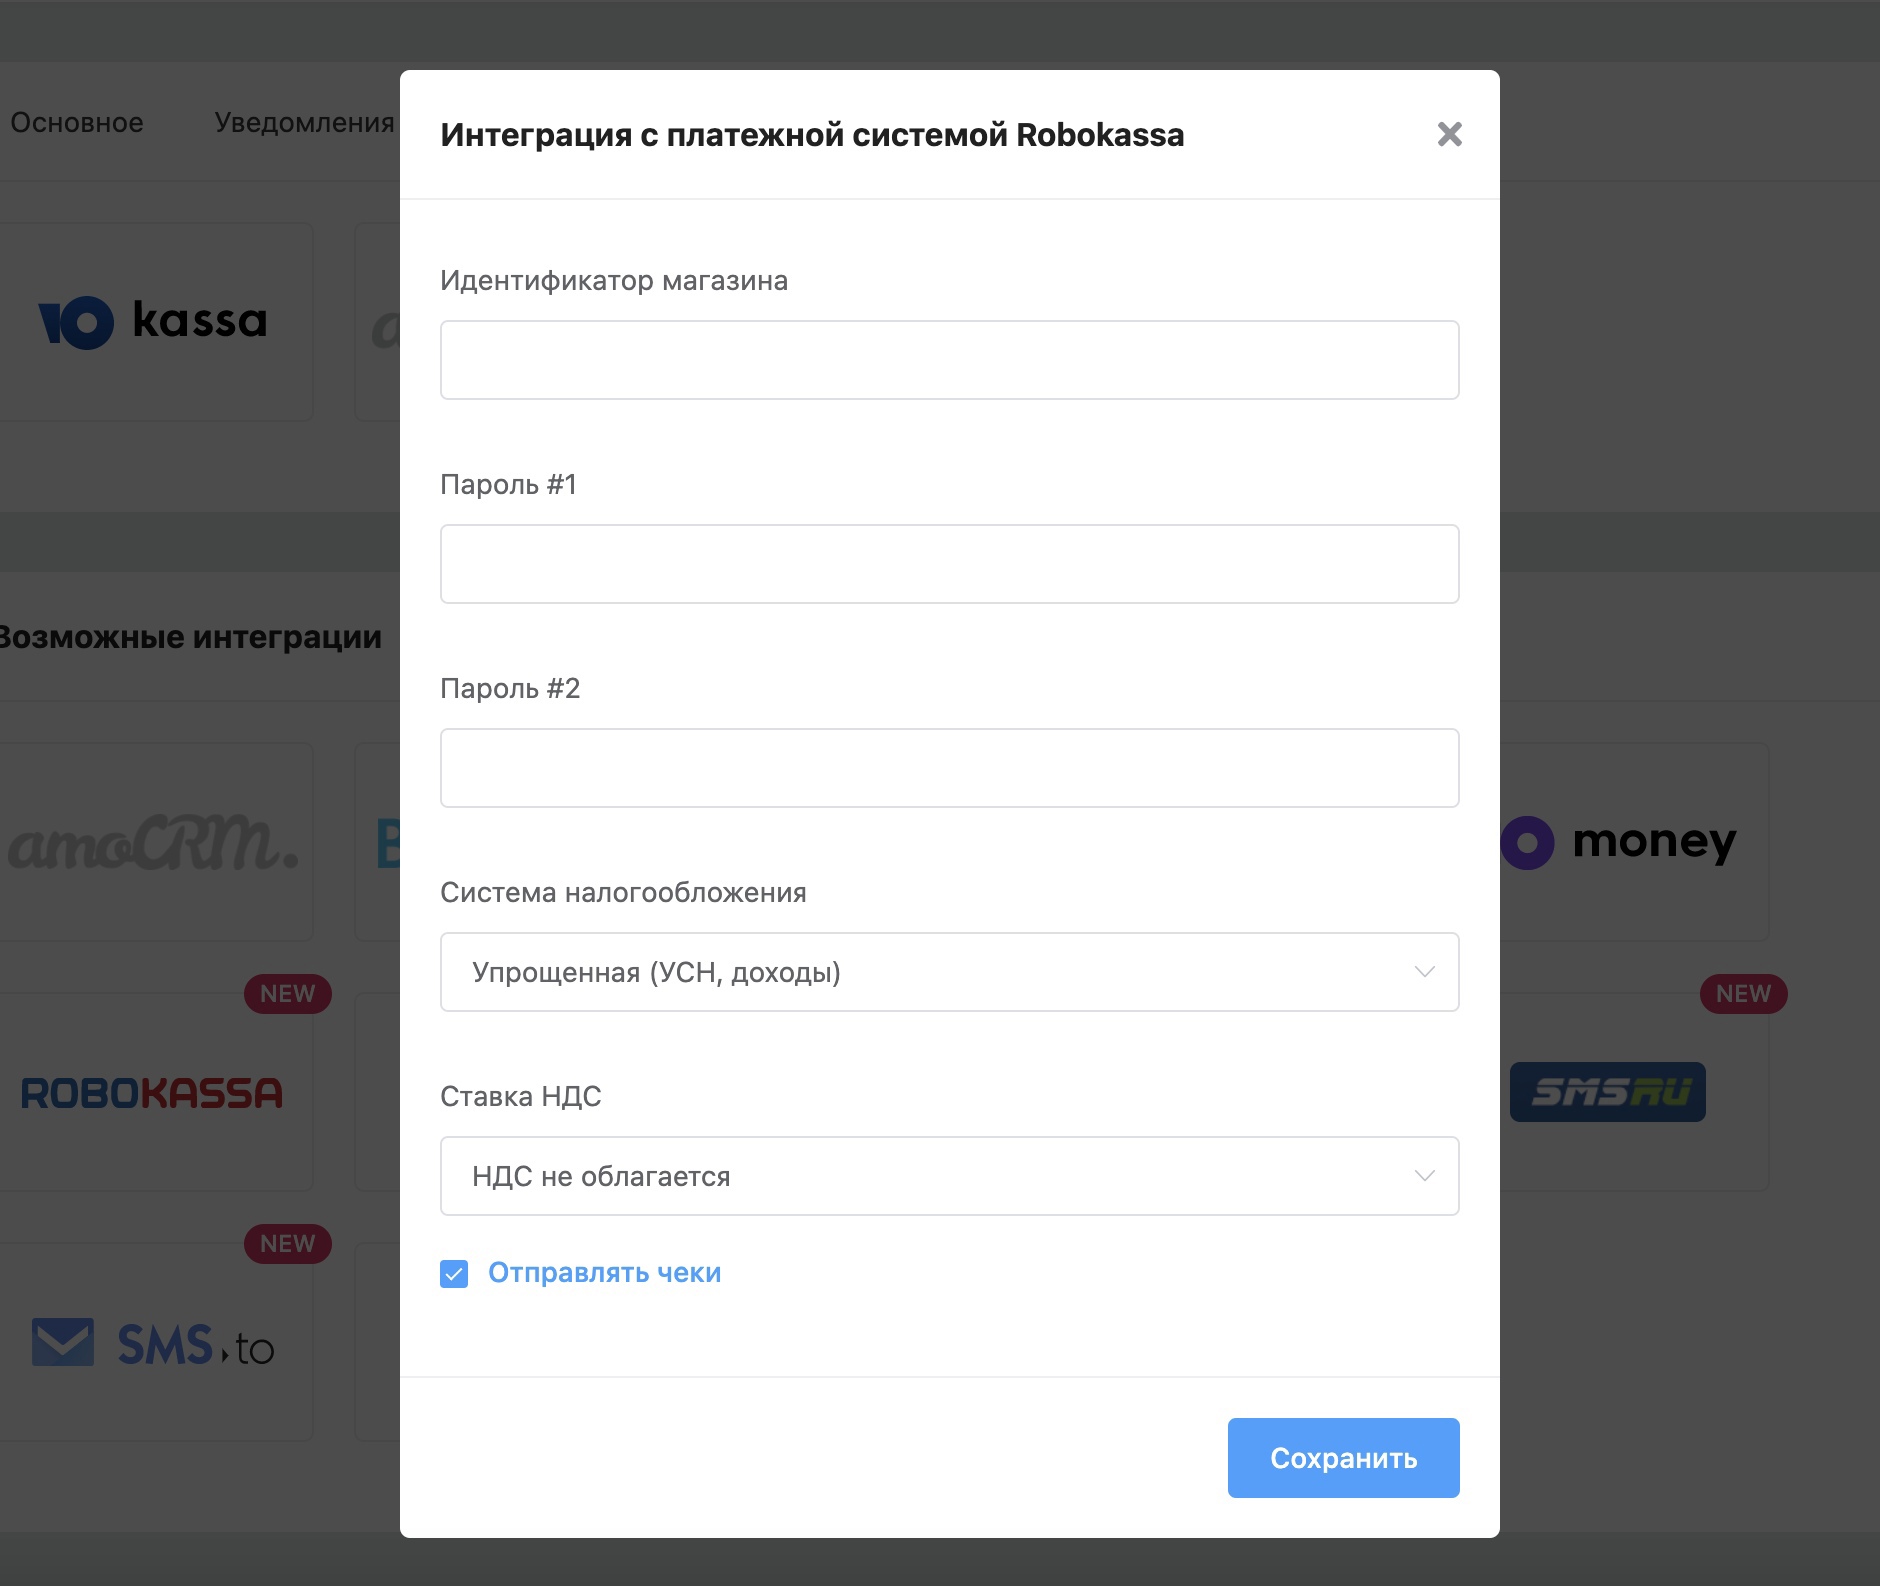 Основное Уведомления
Интеграция с платежной системой Robokassa
Идентификатор магазина
kassa
Пароль #1
Пароль #2
Возможные интеграции
amoCRM.
money
Система налогообложения
Упрощенная (УСН, доходы)
NEW
NEW
ROBOKASSA
SMSRU
Ставка НДС
НДС не облагается
NEW
Отправлять чеки
SMS.to
Сохранить